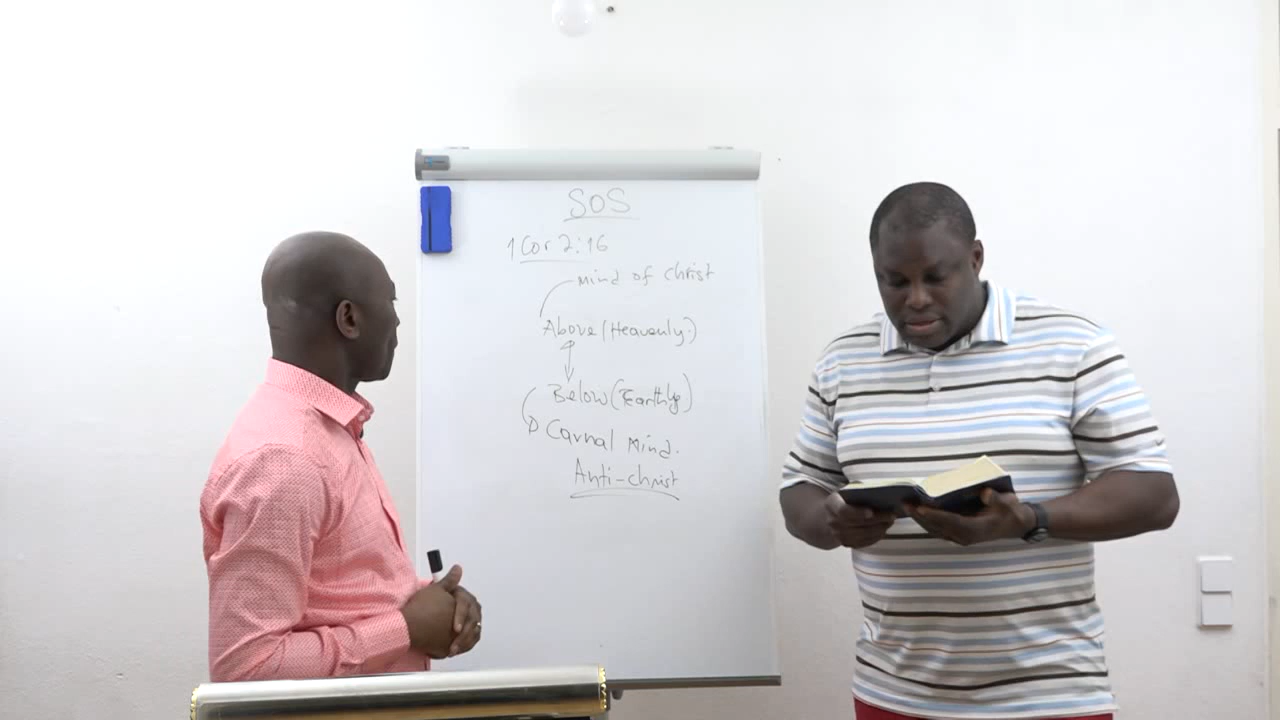 SOS
1 Cor 2:16
Mind of Christ
Above (Heavenly.)
Below (Earthly)
Carnal Mind.
Anti-christ